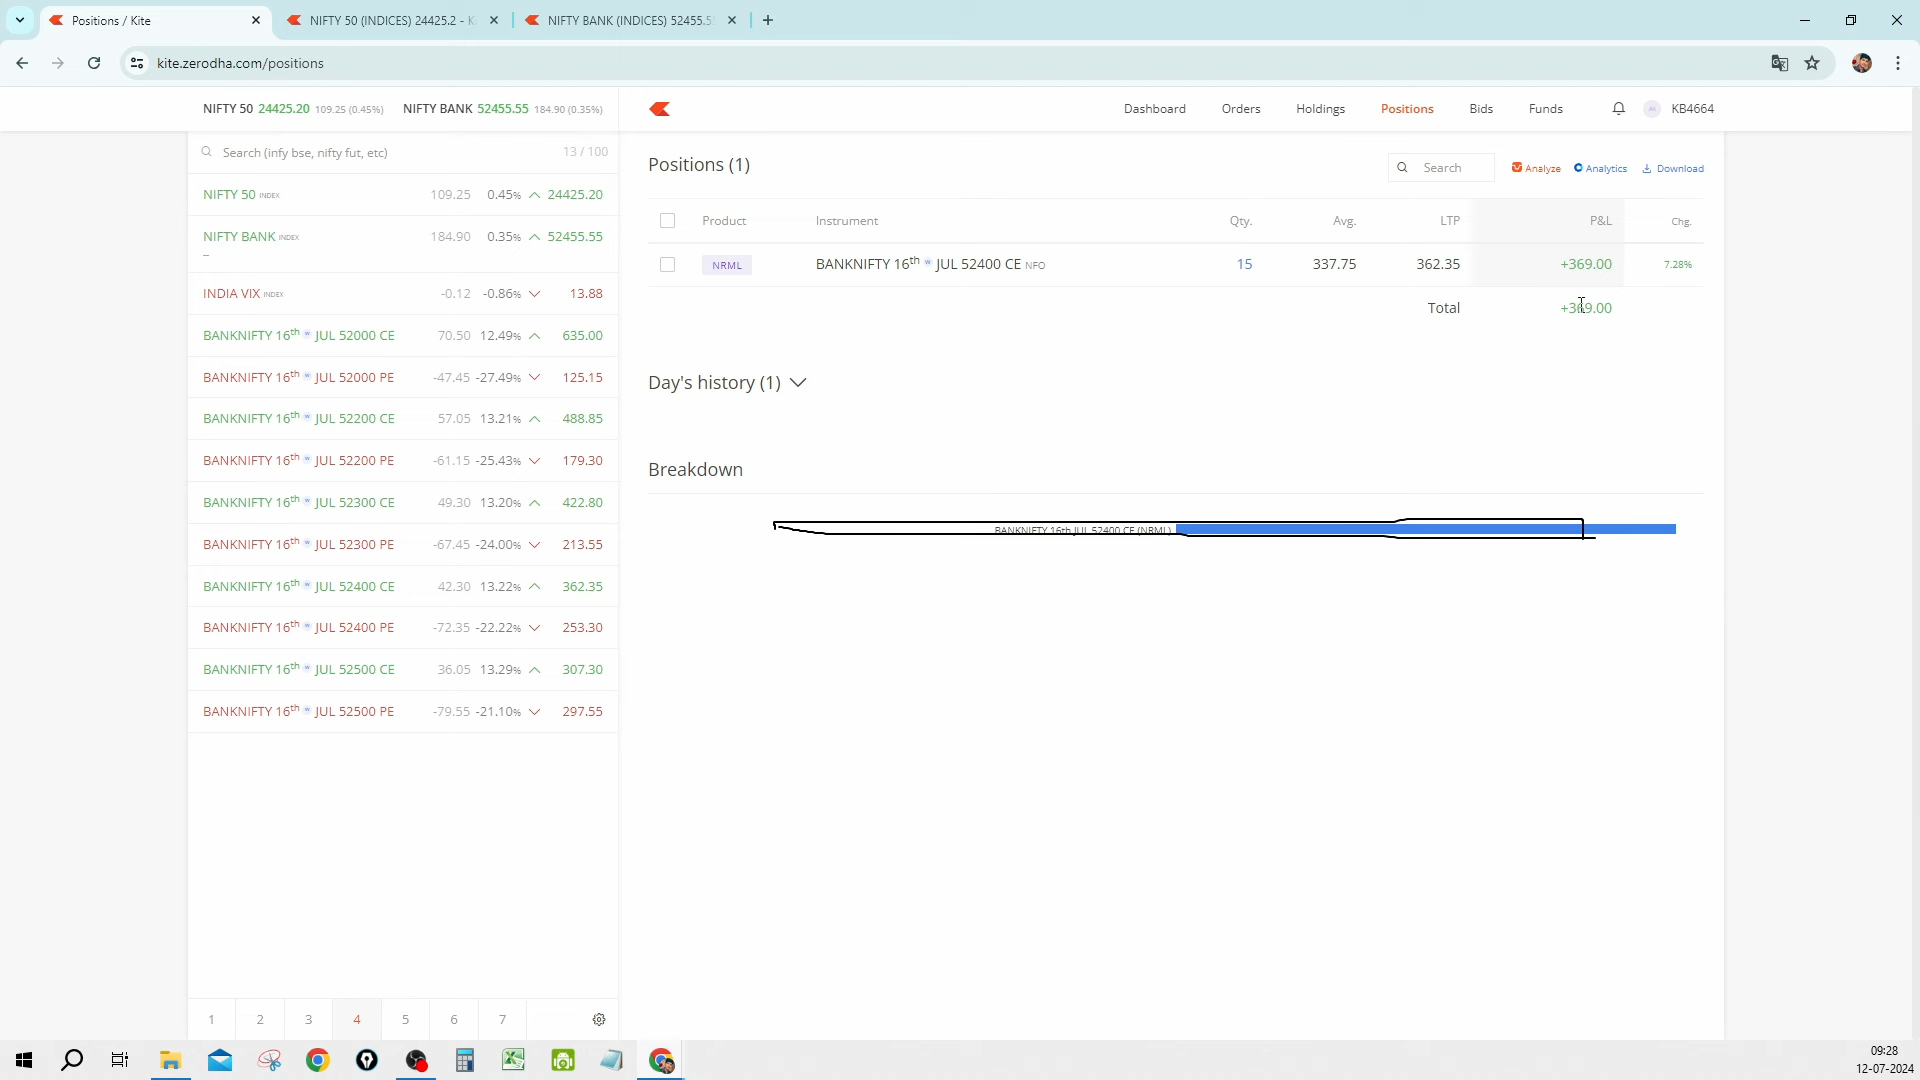 Positions / Kite
NIFTY 50 (INDICES) 24425.2 - K
NIFTY BANK (INDICES) 52455.5
kite.zerodha.com/positions
NIFTY 50 24425.20 109.25 (0.45%) NIFTY BANK 52455.55 184.90 (0.35%)
Dashboard Orders Holdings Positions Bids Funds KB4664
Search (infy bse, nifty fut, etc) 13 / 100
NIFTY 50 INDEX 109.25 0.45% 24425.20
NIFTY BANK INDEX 184.90 0.35% 52455.55
INDIA VIX INDEX -0.12 -0.86% 13.88
BANKNIFTY 16th w JUL 52000 CE 70.50 12.49% 635.00
BANKNIFTY 16th w JUL 52000 PE -47.45 -27.49% 125.15
BANKNIFTY 16th w JUL 52200 CE 57.05 13.21% 488.85
BANKNIFTY 16th w JUL 52200 PE -61.15 -25.43% 179.30
BANKNIFTY 16th w JUL 52300 CE 49.30 13.20% 422.80
BANKNIFTY 16th w JUL 52300 PE -67.45 -24.00% 213.55
BANKNIFTY 16th w JUL 52400 CE 42.30 13.22% 362.35
BANKNIFTY 16th w JUL 52400 PE -72.35 -22.22% 253.30
BANKNIFTY 16th w JUL 52500 CE 36.05 13.29% 307.30
BANKNIFTY 16th w JUL 52500 PE -79.55 -21.10% 297.55
1 2 3 4 5 6 7
Positions (1)
Search Analyze Analytics Download
Product Instrument Qty. Avg. LTP P&L Chg.
NRML BANKNIFTY 16th w JUL 52400 CE NFO 15 337.75 362.35 +369.00 7.28%
Total +369.00
Day's history (1)
Breakdown
BANKNIFTY 16th JUL 52400 CE (NRML)
09:28
12-07-2024